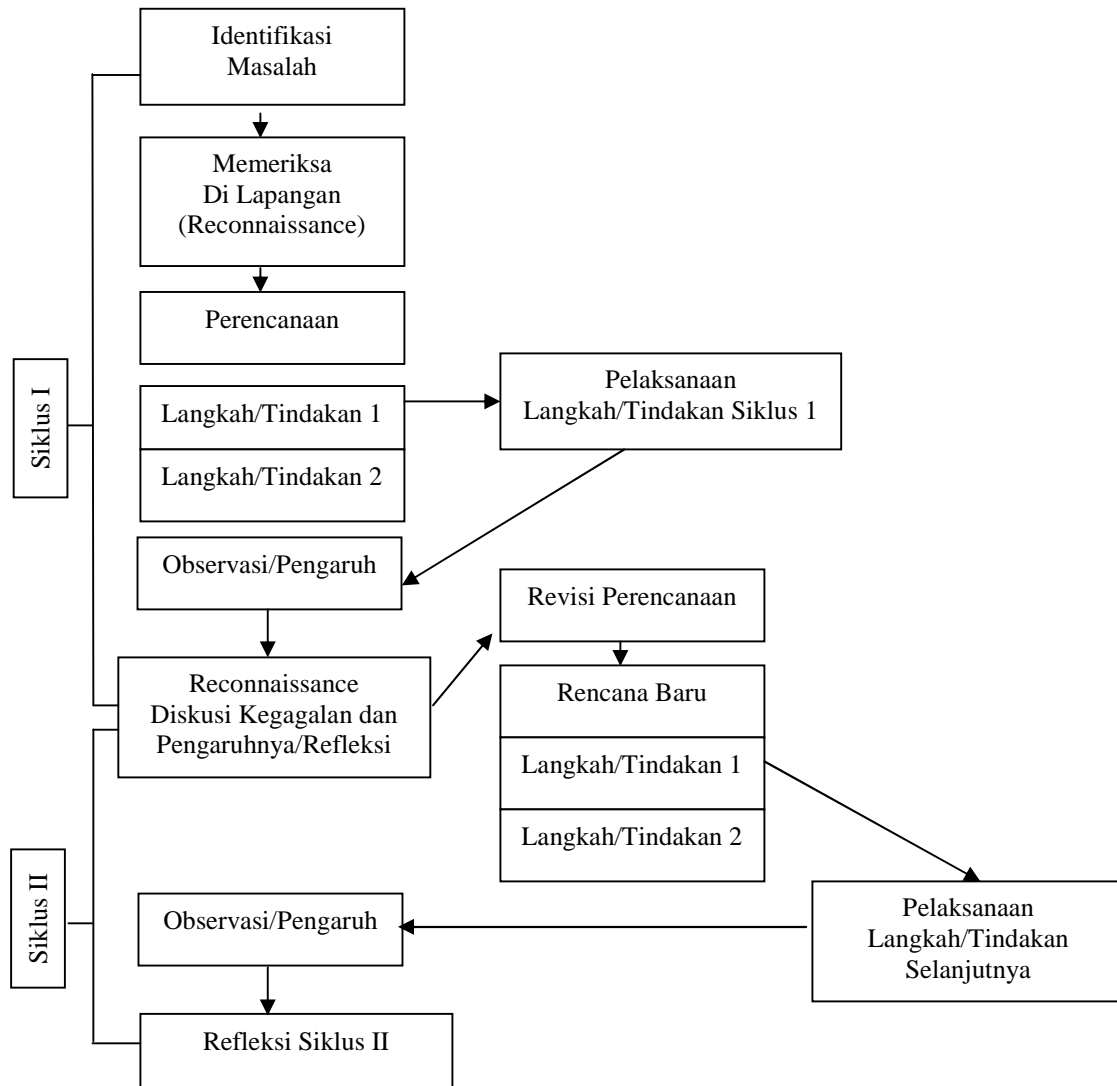 Identifikasi
Masalah
Memeriksa
Di Lapangan
(Reconnaissance)
Perencanaan
Siklus I
Langkah/Tindakan 1
Langkah/Tindakan 2
Pelaksanaan
Langkah/Tindakan Siklus 1
Observasi/Pengaruh
Reconnaissance
Diskusi Kegagalan dan
Pengaruhnya/Refleksi
Revisi Perencanaan
Rencana Baru
Langkah/Tindakan 1
Langkah/Tindakan 2
Siklus II
Pelaksanaan
Langkah/Tindakan
Selanjutnya
Observasi/Pengaruh
Refleksi Siklus II